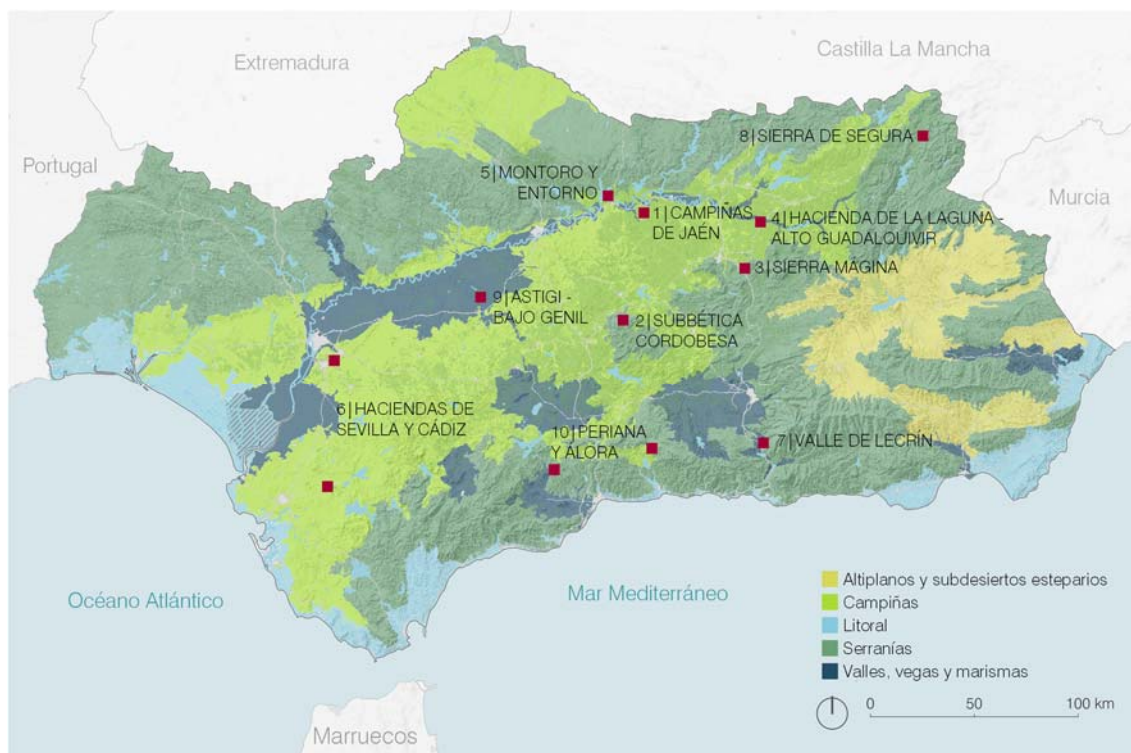 Extremadura
Castilla La Mancha
Portugal
Murcia
8|SIERRA DE SEGURA
5|MONTORO Y
ENTORNO
1|CAMPIÑAS
DE JAÉN
4|HACIENDA DE LA LAGUNA -
ALTO GUADALQUIVIR
3|SIERRA MÁGINA
9|ASTIGI -
BAJO GENIL
2|SUBBÉTICA
CORDOBESA
6|HACIENDAS DE
SEVILLA Y CÁDIZ
10|PERIANA
Y ÁLORA
7|VALLE DE LECRÍN
Océano Atlántico
Mar Mediterráneo
Marruecos
Altiplanos y subdesiertos esteparios
Campiñas
Litoral
Serranías
Valles, vegas y marismas
0 50 100 km